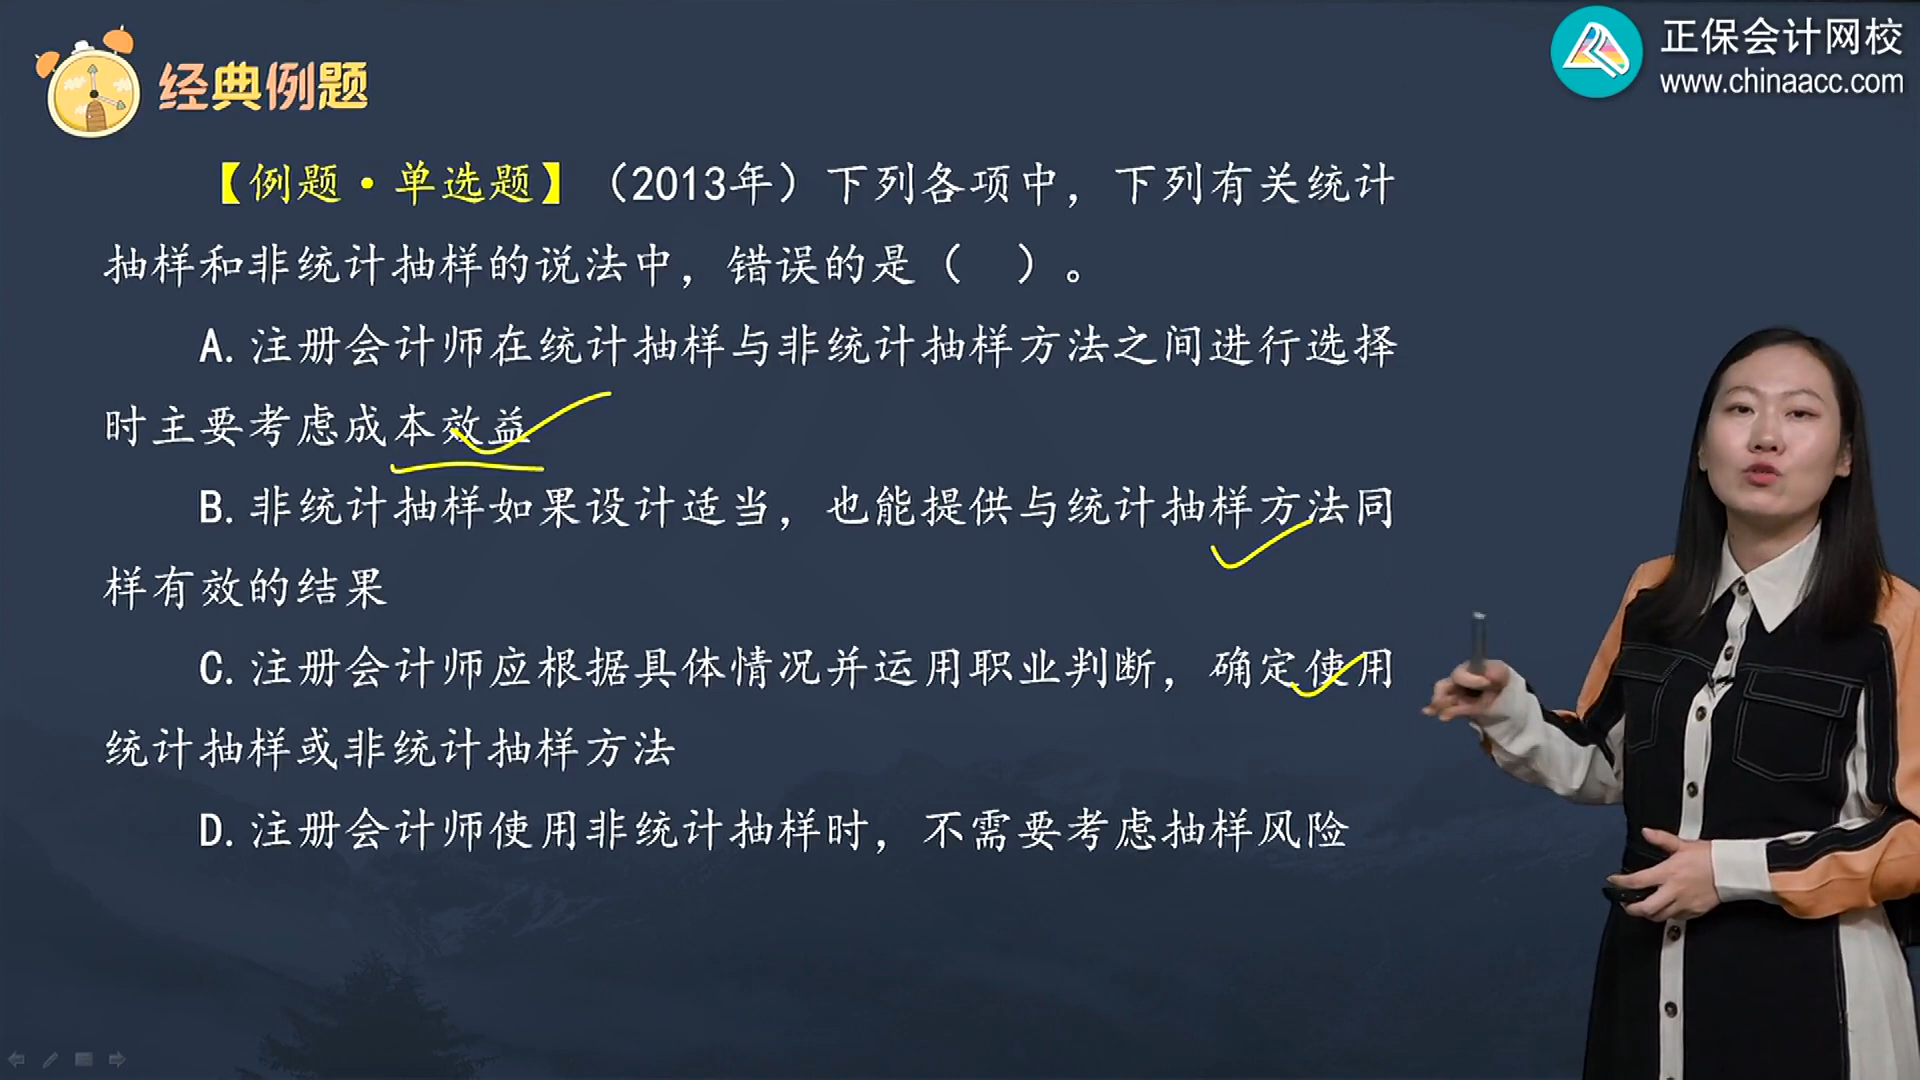 经典例题
正保会计网校
www.chinaacc.com
【例题·单选题】（2013年）下列各项中，下列有关统计
抽样和非统计抽样的说法中，错误的是（　）。
A.注册会计师在统计抽样与非统计抽样方法之间进行选择
时主要考虑成本效益
B.非统计抽样如果设计适当，也能提供与统计抽样方法同
样有效的结果
C.注册会计师应根据具体情况并运用职业判断，确定使用
统计抽样或非统计抽样方法
D.注册会计师使用非统计抽样时，不需要考虑抽样风险